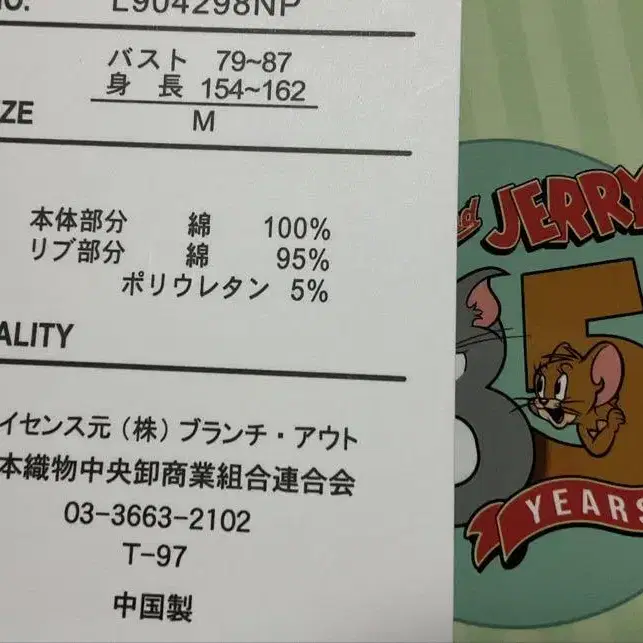 NO. L904298NP
バスト 79~87
身 長 154~162
ZE M
本体部分 綿 100%
リブ部分 綿 95%
ポリウレタン 5%
ALITY
イセンス元(株)ブランチ・アウト
本織物中央卸商業組合連合会
03-3663-2102
T-97
中国製
nd JERRY
85
YEARS